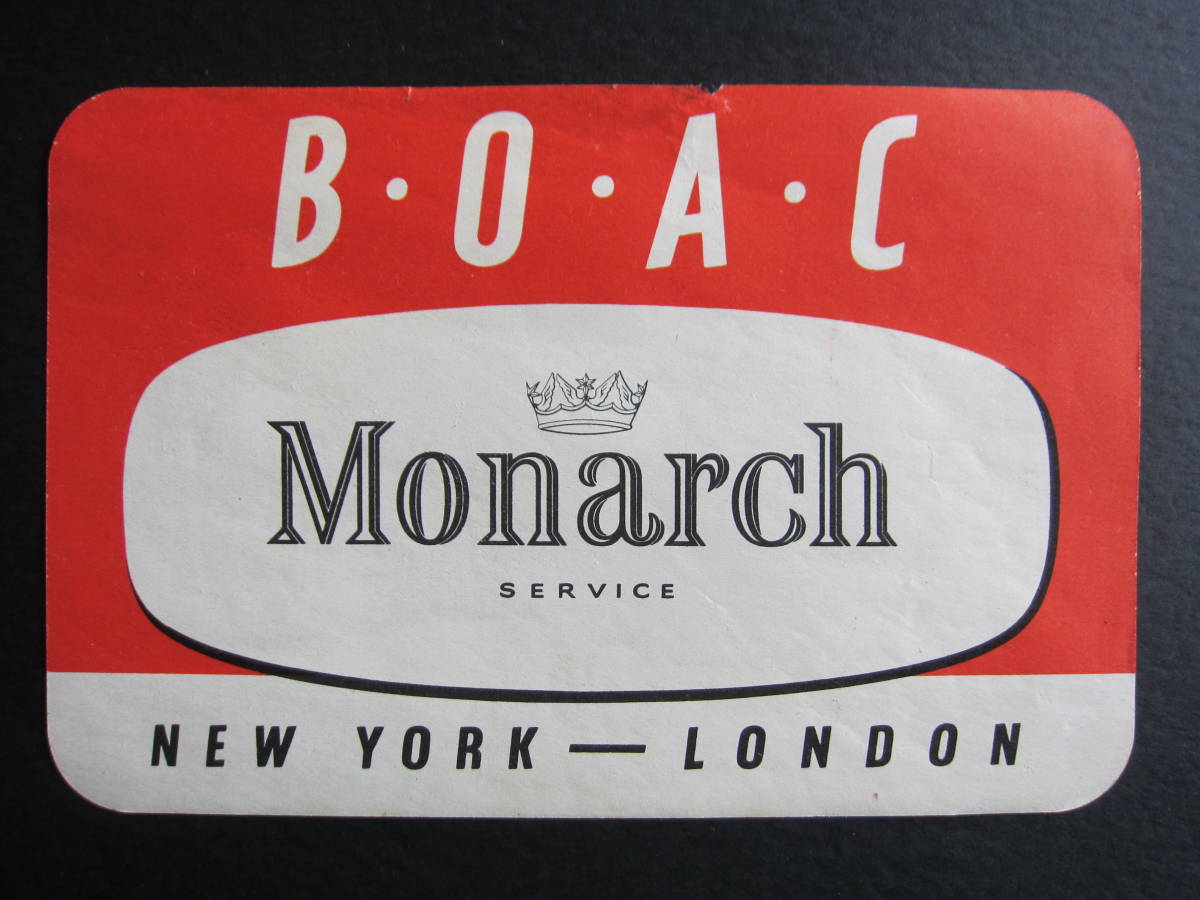 B·O·A·C
Monarch
SERVICE
NEW YORK — LONDON